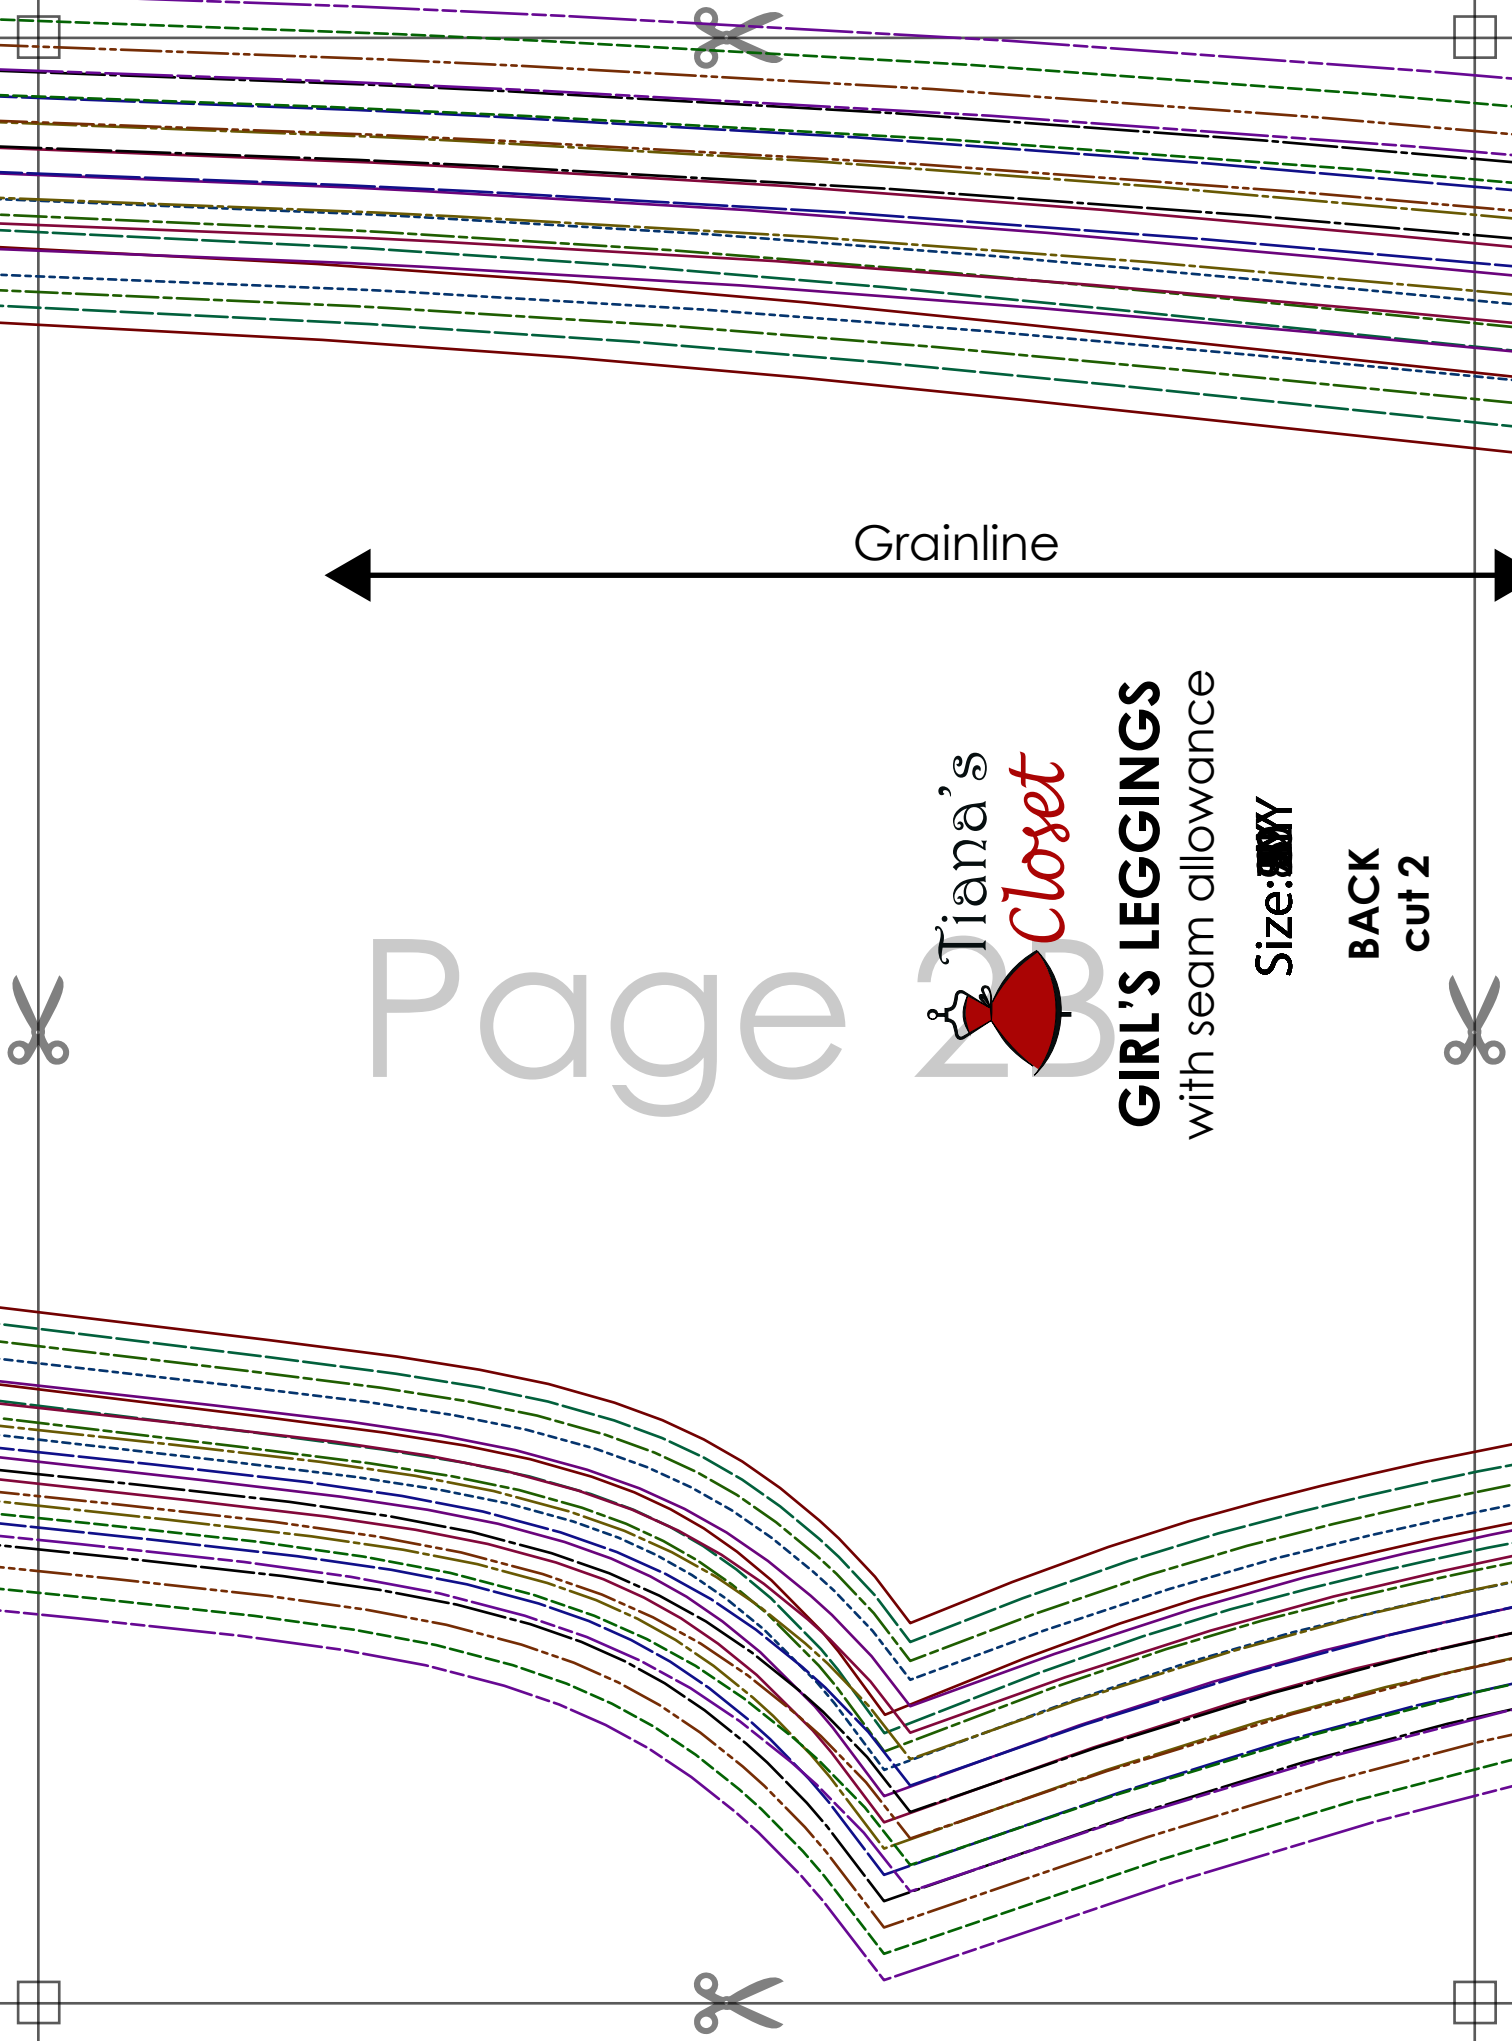 Grainline
Page 2B
Tiana's
Closet
GIRL'S LEGGINGS
with seam allowance
Size:
BACK
cut 2